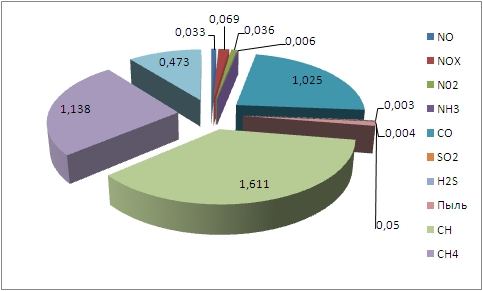 0,033
0,069
0,036
0,006
1,025
0,003
0,004
0,05
1,611
1,138
0,473
NO
NOX
N02
NH3
CO
SO2
H2S
Пыль
CH
CH4